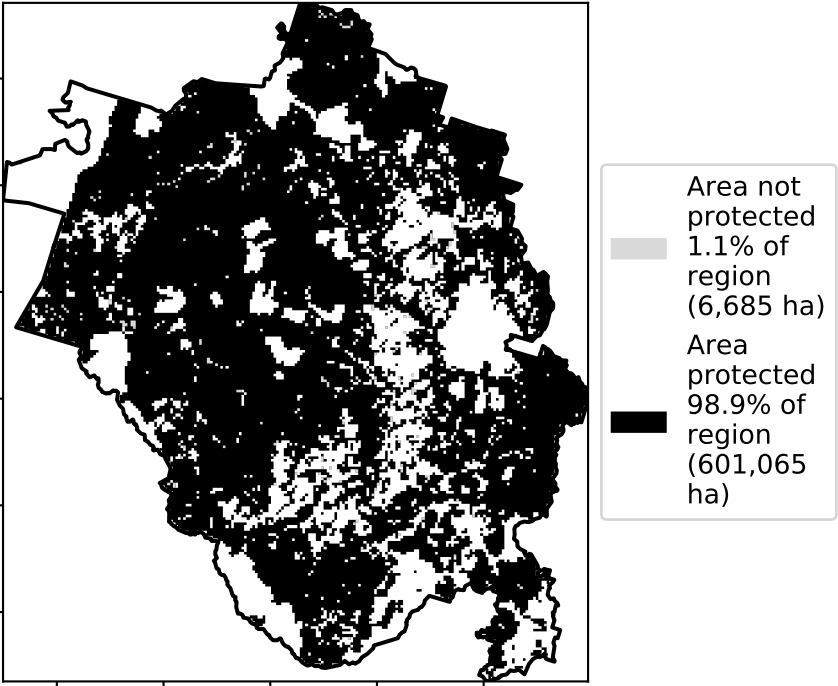 Area not
protected
1.1% of
region
(6,685 ha)
Area
protected
98.9% of
region
(601,065
ha)